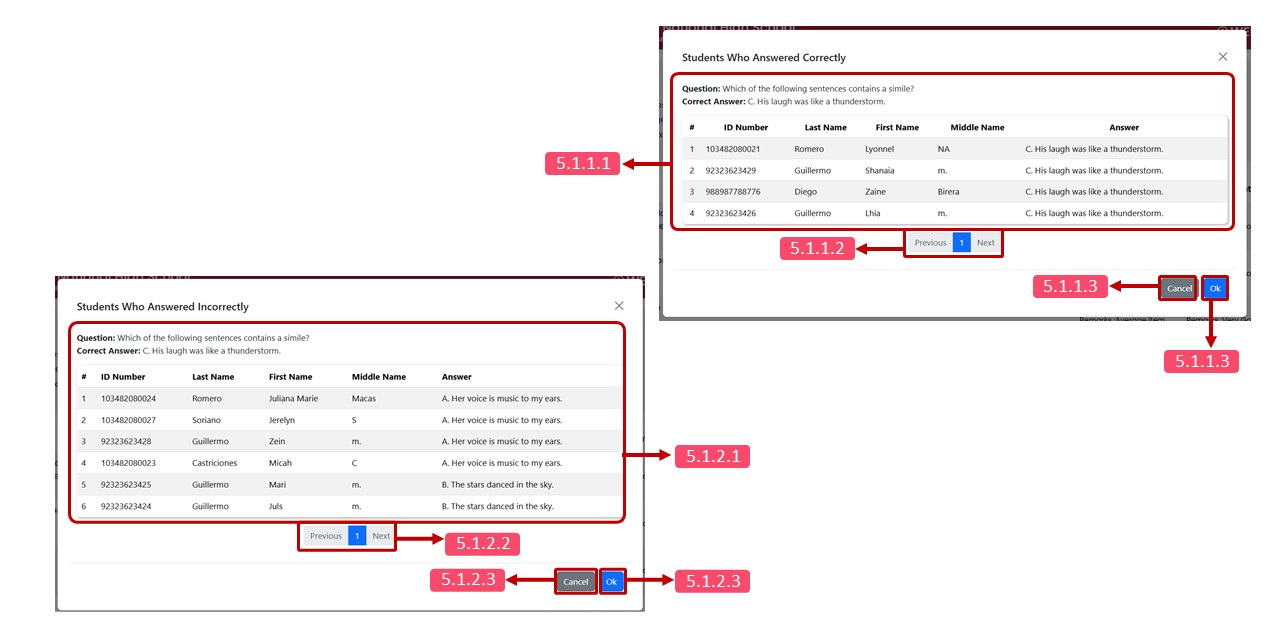 National High School
Students Who Answered Correctly
Question: Which of the following sentences contains a simile?
Correct Answer: C. His laugh was like a thunderstorm.
# ID Number Last Name First Name Middle Name Answer
1 103482080021 Romero Lyonnel NA C. His laugh was like a thunderstorm.
2 92323623429 Guillermo Shanaia m. C. His laugh was like a thunderstorm.
3 988987788776 Diego Zaine Birera C. His laugh was like a thunderstorm.
4 92323623426 Guillermo Lhia m. C. His laugh was like a thunderstorm.
5.1.1.1
Previous 1 Next
5.1.1.2
Cancel Ok
5.1.1.3
5.1.1.3
National High School
Students Who Answered Incorrectly
Question: Which of the following sentences contains a simile?
Correct Answer: C. His laugh was like a thunderstorm.
# ID Number Last Name First Name Middle Name Answer
1 103482080024 Romero Juliana Marie Macas A. Her voice is music to my ears.
2 103482080027 Soriano Jerelyn S A. Her voice is music to my ears.
3 92323623428 Guillermo Zein m. A. Her voice is music to my ears.
4 103482080023 Castriciones Micah C A. Her voice is music to my ears.
5 92323623425 Guillermo Mari m. B. The stars danced in the sky.
6 92323623424 Guillermo Juls m. B. The stars danced in the sky.
5.1.2.1
Previous 1 Next
5.1.2.2
5.1.2.3
Cancel Ok
5.1.2.3